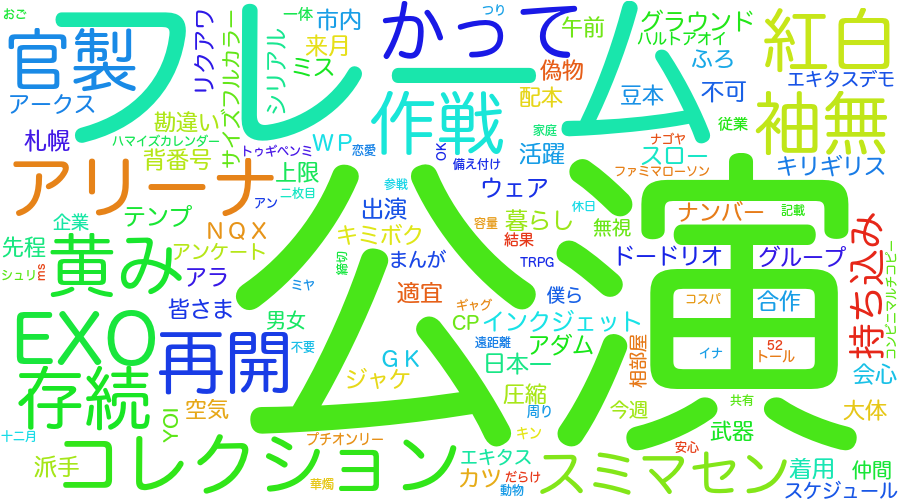 おご
一体
つり
市内
かって
午前
グラウンド
ハルトアオイ
紅白
官製
フレーム
リクアワ
サイズフルカラー
シリアル
来月
ミス
偽物
ふろ
エキタスデモ
アークス
作戦
配本
豆本
不可
袖無
勘違い
ＷＰ
札幌
ハマイズカレンダー
家庭
従業
背番号
トゥギベンミ
恋愛
OK
備え付け
活躍
スロー
ナゴヤ
ファミマローソン
キリギリス
アリーナ
上限
二枚目
アン
参戦
ウェア
休日
公演
ナンバー
記載
企業
テンプ
出演
容量
暮らし
無視
持ち込み
先程
黄み
ＮＱＸ
キミボク
結果
アンケート
まんが
TRPG
ドードリオ
グループ
コンビニマルチコピー
シュリ
ms
アラ
締切
ミヤ
適宜
僕ら
コスパ
合作
皆さま
ギャグ
EXO
男女
CP
インクジェット
再開
不要
遠距離
アダム
相部屋
52
トール
イナ
ＧＫ
日本一
会心
存続
ジャケ
圧縮
空気
YOI
周り
今週
共有
大体
十二月
プチオンリー
キン
武器
安心
コレクション
エキタス
スミマセン
派手
カツ
だらけ
着用
仲間
華燭
動物
スケジュール